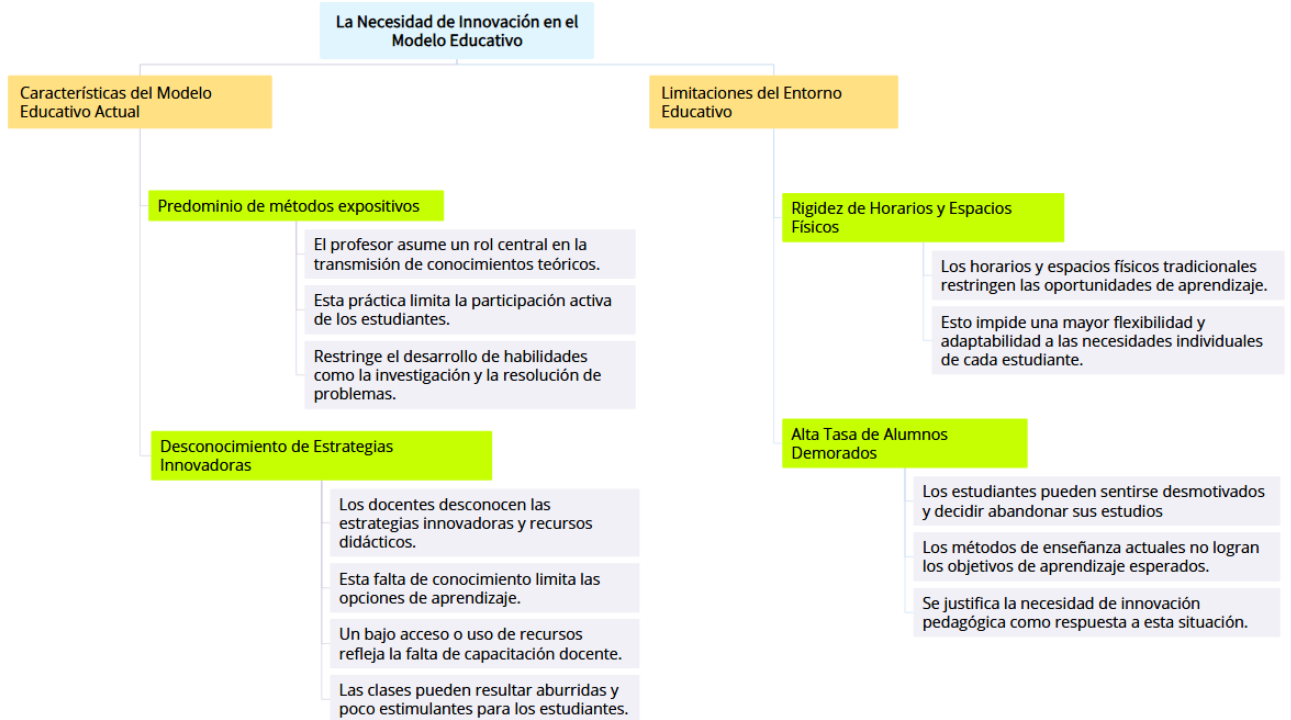 La Necesidad de Innovación en el
Modelo Educativo
Características del Modelo
Educativo Actual
Predominio de métodos expositivos
El profesor asume un rol central en la
transmisión de conocimientos teóricos.
Esta práctica limita la participación activa
de los estudiantes.
Restringe el desarrollo de habilidades
como la investigación y la resolución de
problemas.
Desconocimiento de Estrategias
Innovadoras
Los docentes desconocen las
estrategias innovadoras y recursos
didácticos.
Esta falta de conocimiento limita las
opciones de aprendizaje.
Un bajo acceso o uso de recursos
refleja la falta de capacitación docente.
Las clases pueden resultar aburridas y
poco estimulantes para los estudiantes.
Limitaciones del Entorno
Educativo
Rigidez de Horarios y Espacios
Físicos
Los horarios y espacios físicos tradicionales
restringen las oportunidades de aprendizaje.
Esto impide una mayor flexibilidad y
adaptabilidad a las necesidades individuales
de cada estudiante.
Alta Tasa de Alumnos
Demorados
Los estudiantes pueden sentirse desmotivados
y decidir abandonar sus estudios
Los métodos de enseñanza actuales no logran
los objetivos de aprendizaje esperados.
Se justifica la necesidad de innovación
pedagógica como respuesta a esta situación.